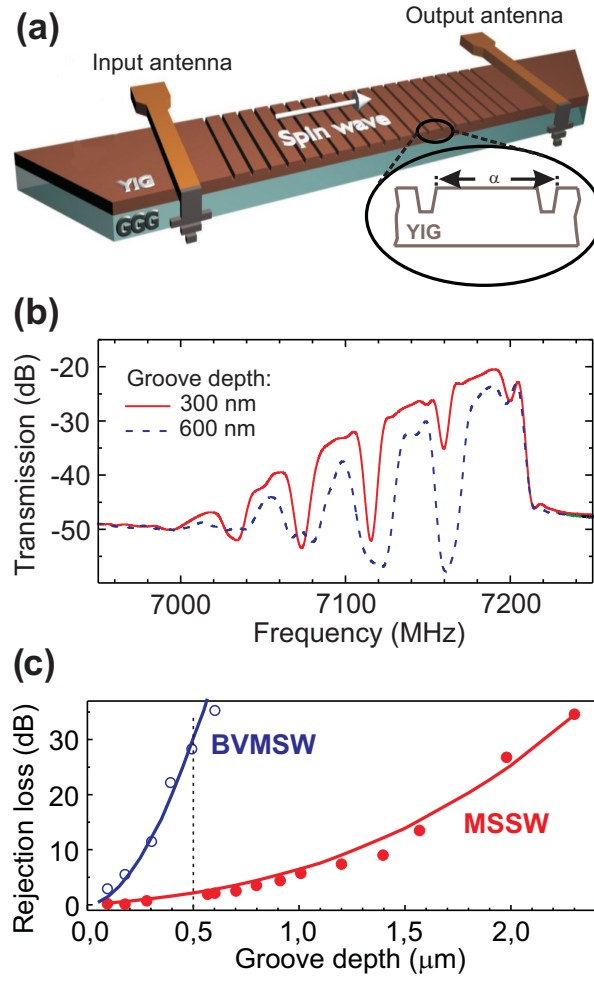 (a)
Output antenna
Input antenna
Spin wave
YIG
GGG
α
YIG
(b)
Transmission (dB)
-20
-30
-40
-50
Groove depth:
300 nm
600 nm
7000 7100 7200
Frequency (MHz)
(c)
Rejection loss (dB)
30
20
10
0
BVMSW
MSSW
0,0 0,5 1,0 1,5 2,0
Groove depth (μm)